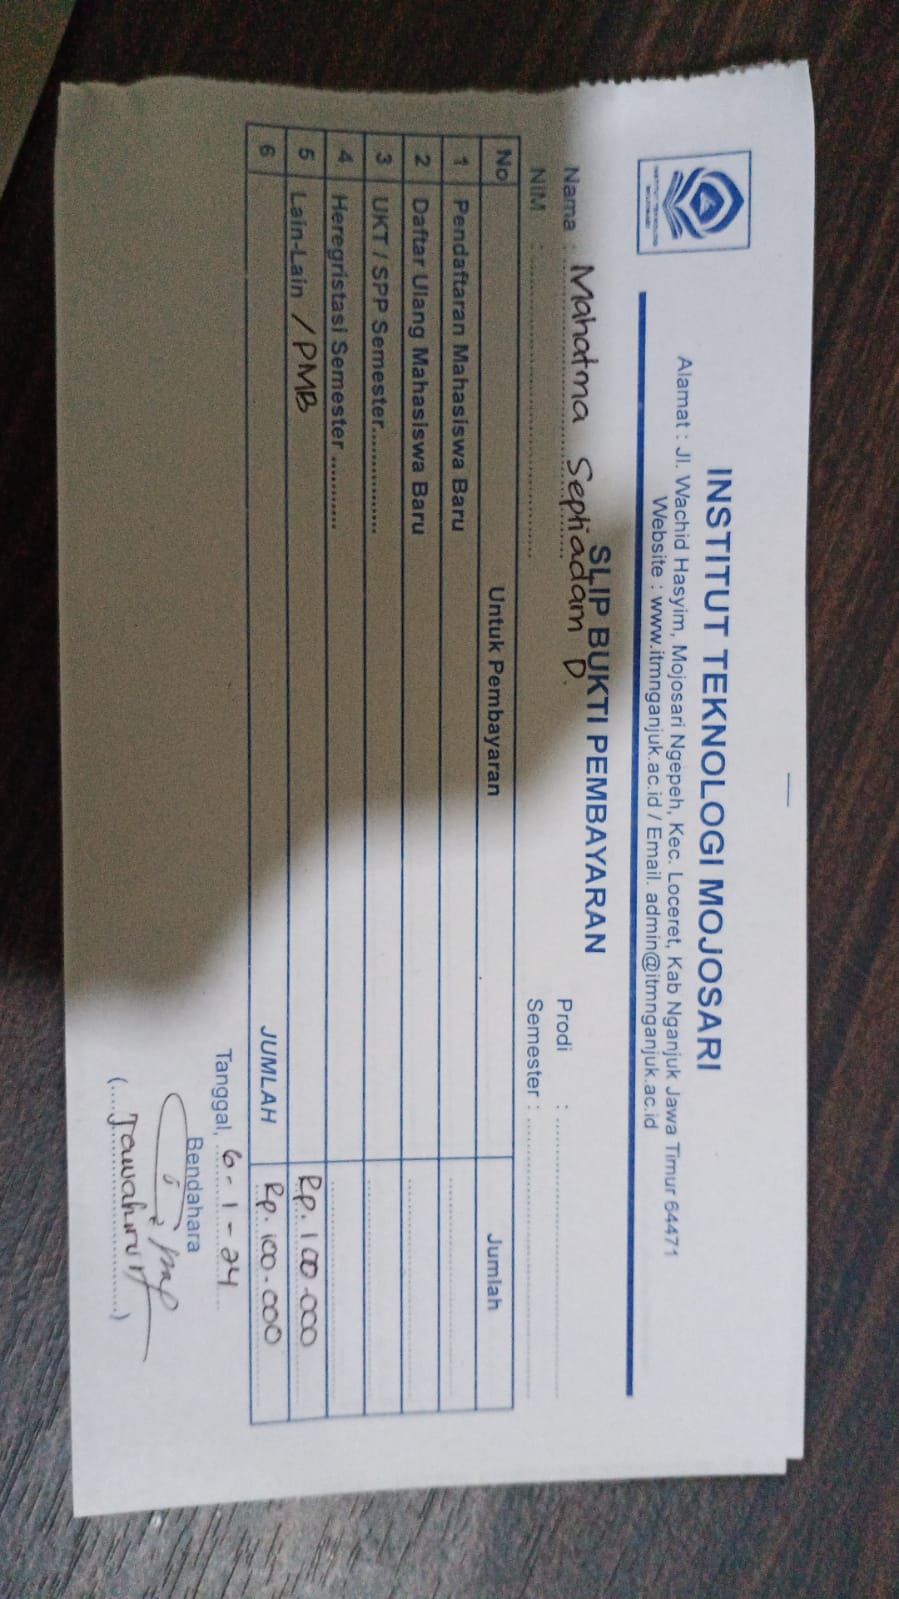 INSTITUT TEKNOLOGI MOJOSARI
Alamat : Jl. Wachid Hasyim, Mojosari Ngepeh, Kec. Loceret, Kab Nganjuk Jawa Timur 64471
Website : www.itmnganjuk.ac.id / Email. admin@itmnganjuk.ac.id
SLIP BUKTI PEMBAYARAN
Nama : Mahatma Septiadam D. Prodi : ....................
NIM : .................... Semester : ....................
No Untuk Pembayaran Jumlah
1 Pendaftaran Mahasiswa Baru
2 Daftar Ulang Mahasiswa Baru
3 UKT / SPP Semester...............
4 Heregristasi Semester ..........
5 Lain-Lain / PMB Rp. 100.000
6 JUMLAH Rp. 100.000
Tanggal, 6-1-24
Bendahara